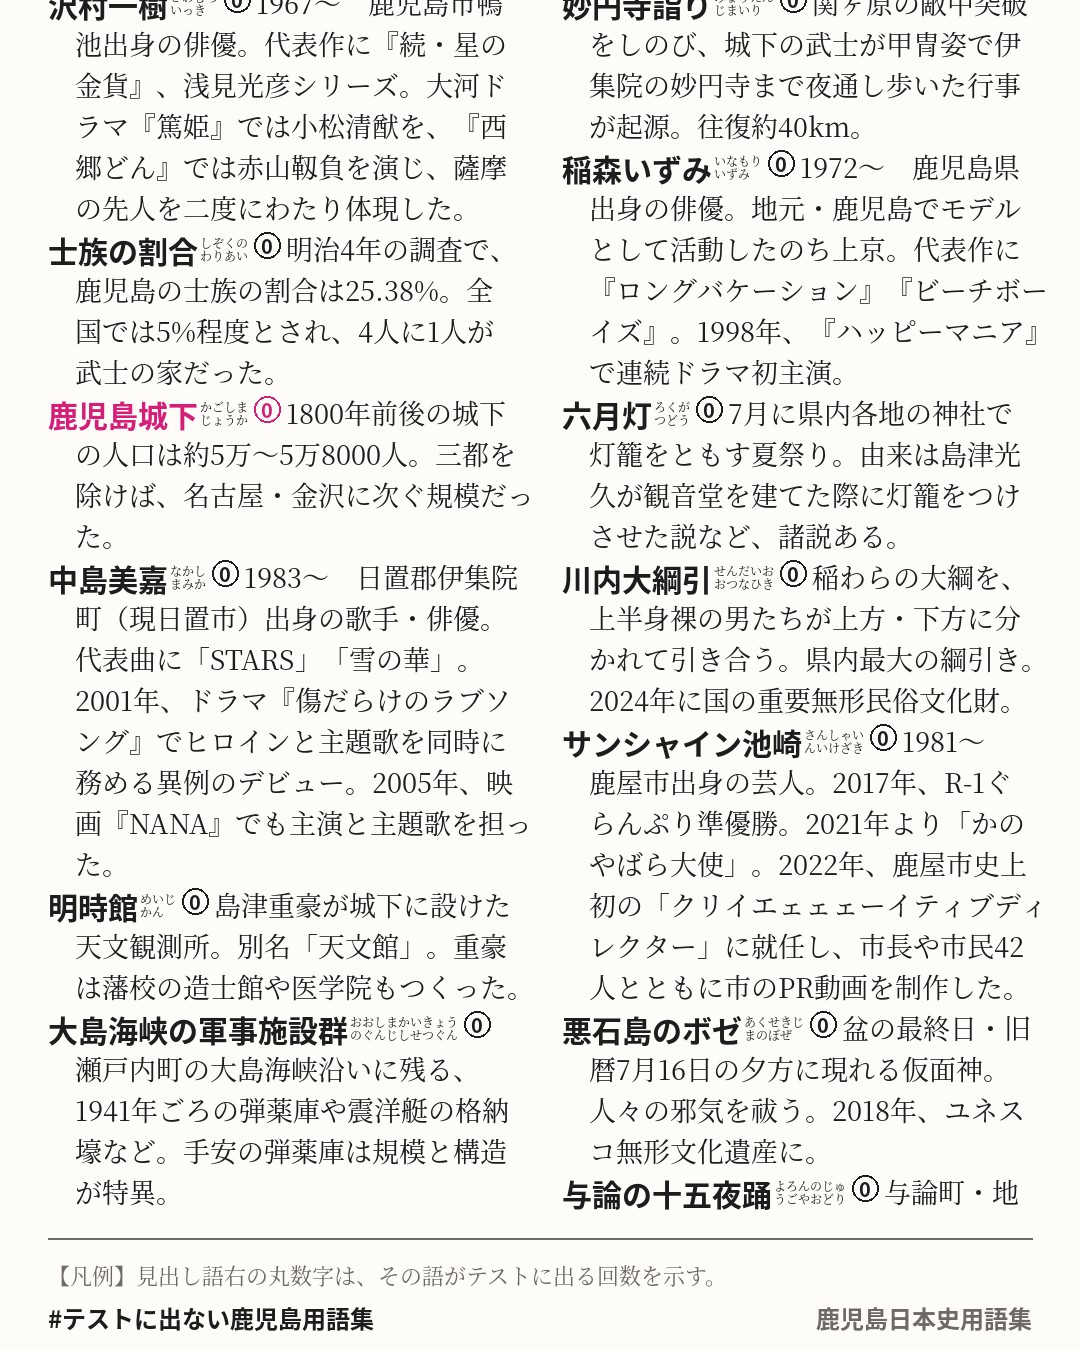 沢村一樹 いっき ⓪ 1967〜　鹿児島市鴨
池出身の俳優。代表作に『続・星の
金貨』、浅見光彦シリーズ。大河ド
ラマ『篤姫』では小松清猷を、『西
郷どん』では赤山靱負を演じ、薩摩
の先人を二度にわたり体現した。
士族の割合 しぞくのわりあい ⓪ 明治4年の調査で、
鹿児島の士族の割合は25.38%。全
国では5%程度とされ、4人に1人が
武士の家だった。
鹿児島城下 かごしまじょうか ⓪ 1800年前後の城下
の人口は約5万〜5万8000人。三都を
除けば、名古屋・金沢に次ぐ規模だっ
た。
中島美嘉 なかしまみか ⓪ 1983〜　日置郡伊集院
町（現日置市）出身の歌手・俳優。
代表曲に「STARS」「雪の華」。
2001年、ドラマ『傷だらけのラブソ
ング』でヒロインと主題歌を同時に
務める異例のデビュー。2005年、映
画『NANA』でも主演と主題歌を担っ
た。
明時館 めいじかん ⓪ 島津重豪が城下に設けた
天文観測所。別名「天文館」。重豪
は藩校の造士館や医学院もつくった。
大島海峡の軍事施設群 おおしまかいきょうのぐんじしせつぐん ⓪
瀬戸内町の大島海峡沿いに残る、
1941年ごろの弾薬庫や震洋艇の格納
壕など。手安の弾薬庫は規模と構造
が特異。
妙円寺詣り じまいり ⓪ 関ヶ原の敵中突破
をしのび、城下の武士が甲冑姿で伊
集院の妙円寺まで夜通し歩いた行事
が起源。往復約40km。
稲森いずみ いなもりいずみ ⓪ 1972〜　鹿児島県
出身の俳優。地元・鹿児島でモデル
として活動したのち上京。代表作に
『ロングバケーション』『ビーチボー
イズ』。1998年、『ハッピーマニア』
で連続ドラマ初主演。
六月灯 ろくがつどう ⓪ 7月に県内各地の神社で
灯籠をともす夏祭り。由来は島津光
久が観音堂を建てた際に灯籠をつけ
させた説など、諸説ある。
川内大綱引 せんだいおおつなひき ⓪ 稲わらの大綱を、
上半身裸の男たちが上方・下方に分
かれて引き合う。県内最大の綱引き。
2024年に国の重要無形民俗文化財。
サンシャイン池崎 さんしゃいんいけざき ⓪ 1981〜
鹿屋市出身の芸人。2017年、R-1ぐ
らんぷり準優勝。2021年より「かの
やばら大使」。2022年、鹿屋市史上
初の「クリイエェェェーイティブディ
レクター」に就任し、市長や市民42
人とともに市のPR動画を制作した。
悪石島のボゼ あくせきじまのぼぜ ⓪ 盆の最終日・旧
暦7月16日の夕方に現れる仮面神。
人々の邪気を祓う。2018年、ユネス
コ無形文化遺産に。
与論の十五夜踊 よろんのじゅうごやおどり ⓪ 与論町・地
【凡例】見出し語右の丸数字は、その語がテストに出る回数を示す。
#テストに出ない鹿児島用語集
鹿児島日本史用語集